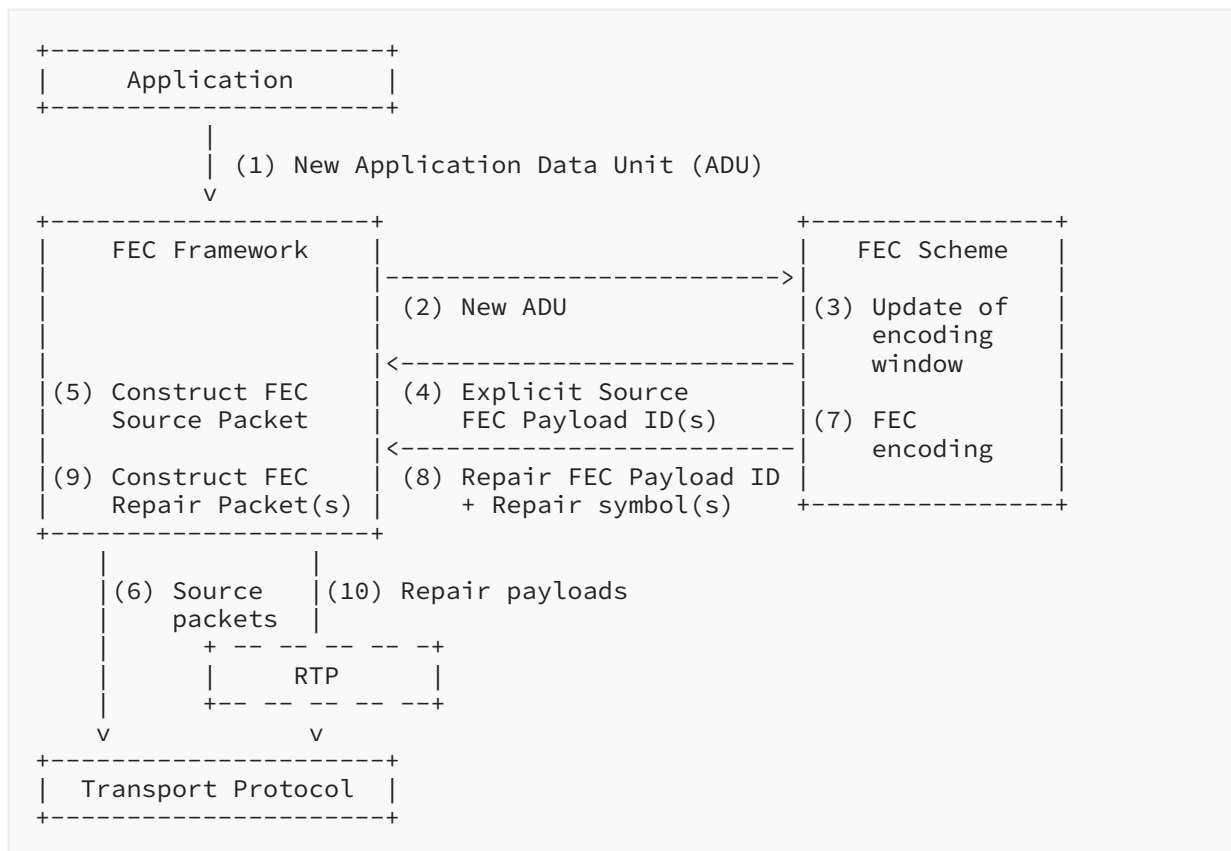 +----------------------+
|     Application      |
+----------------------+
           |
           | (1) New Application Data Unit (ADU)
           v
+---------------------+                           +----------------+
|    FEC Framework    |                           |   FEC Scheme   |
|                     |-------------------------->|                |
|                     | (2) New ADU               |(3) Update of   |
|                     |                           |    encoding    |
|                     |<--------------------------|    window      |
|(5) Construct FEC    | (4) Explicit Source       |                |
|    Source Packet    |     FEC Payload ID(s)     |(7) FEC         |
|                     |<--------------------------|    encoding    |
|(9) Construct FEC    | (8) Repair FEC Payload ID |                |
|    Repair Packet(s) |     + Repair symbol(s)    +----------------+
+---------------------+
    |             |
    |(6) Source   |(10) Repair payloads
    |    packets  |
    |      + -- -- -- -- -+
    |      |     RTP      |
    |      +-- -- -- -- --+
    v             v
+----------------------+
|  Transport Protocol  |
+----------------------+